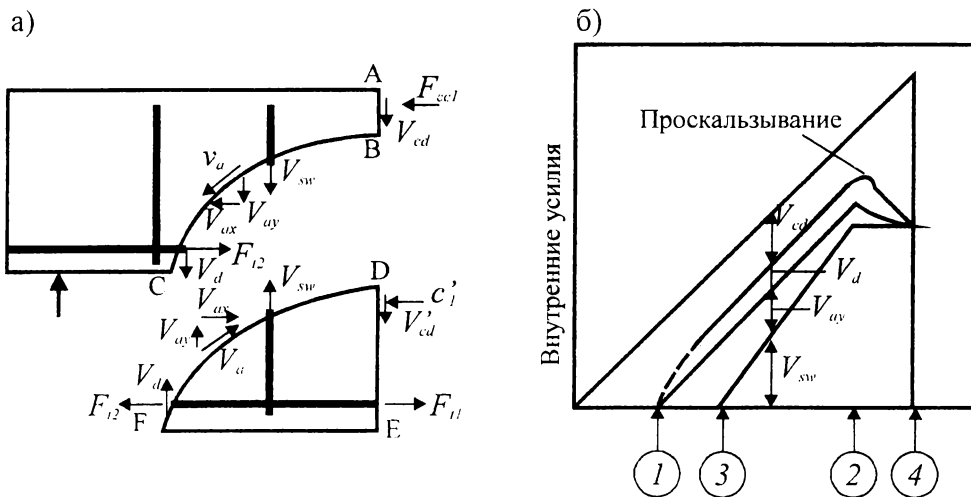 а)
A
F_cc1
V_cd
B
v_a
V_sw
V_ax
V_ay
F_t2
C
V_d
V_sw
D
c'_1
V'_cd
V_ax
V_ay
V_a
V_d
F_t2
F
F_t1
E
б)
Внутренние усилия
Проскальзывание
V_cd
V_d
V_ay
V_sw
1
3
2
4